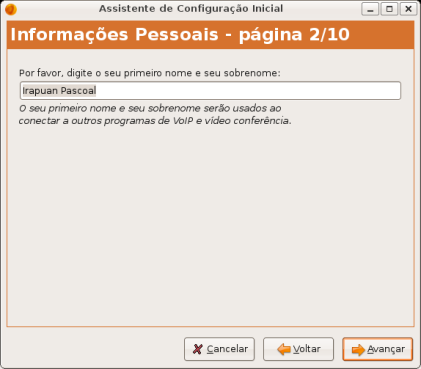 Assistente de Configuração Inicial
Informações Pessoais - página 2/10
Por favor, digite o seu primeiro nome e seu sobrenome:
Irapuan Pascoal
O seu primeiro nome e seu sobrenome serão usados ao
conectar a outros programas de VoIP e vídeo conferência.
Cancelar
Voltar
Avançar